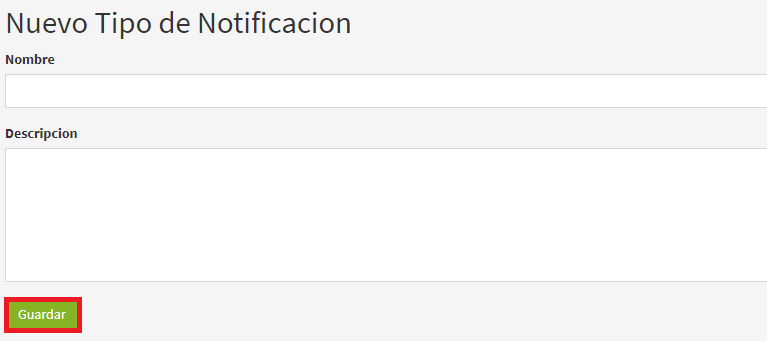 Nuevo Tipo de Notificacion
Nombre
Descripcion
Guardar